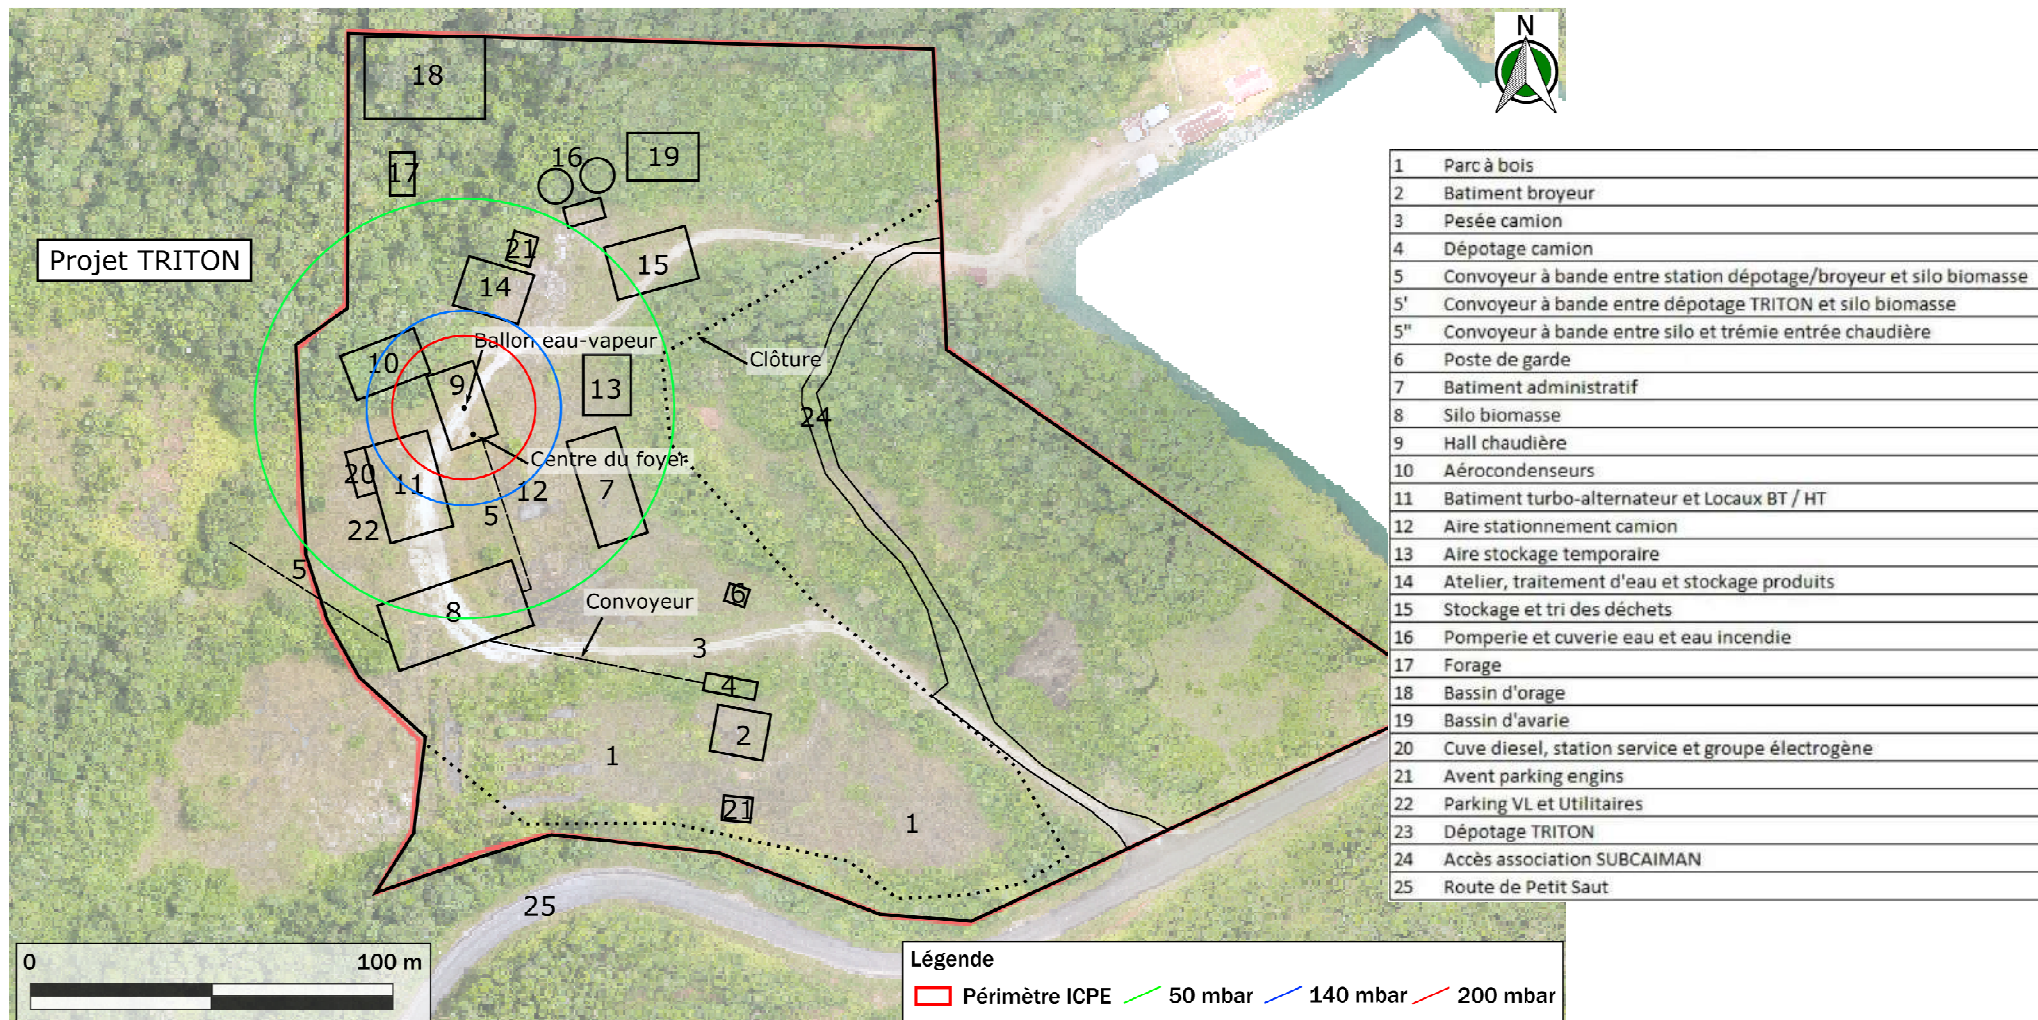 N
18
17
16
19
Projet TRITON
21
14
15
Ballon eau-vapeur
10
9
13
Clôture
24
Centre du foyer
20
11
12
7
22
5
5
8
Convoyeur
6
3
4
2
1
21
1
25
1 Parc à bois
2 Batiment broyeur
3 Pesée camion
4 Dépotage camion
5 Convoyeur à bande entre station dépotage/broyeur et silo biomasse
5' Convoyeur à bande entre dépotage TRITON et silo biomasse
5" Convoyeur à bande entre silo et trémie entrée chaudière
6 Poste de garde
7 Batiment administratif
8 Silo biomasse
9 Hall chaudière
10 Aérocondenseurs
11 Batiment turbo-alternateur et Locaux BT / HT
12 Aire stationnement camion
13 Aire stockage temporaire
14 Atelier, traitement d'eau et stockage produits
15 Stockage et tri des déchets
16 Pomperie et cuverie eau et eau incendie
17 Forage
18 Bassin d'orage
19 Bassin d'avarie
20 Cuve diesel, station service et groupe électrogène
21 Avent parking engins
22 Parking VL et Utilitaires
23 Dépotage TRITON
24 Accès association SUBCAIMAN
25 Route de Petit Saut
0 100 m
Légende
Périmètre ICPE 50 mbar 140 mbar 200 mbar